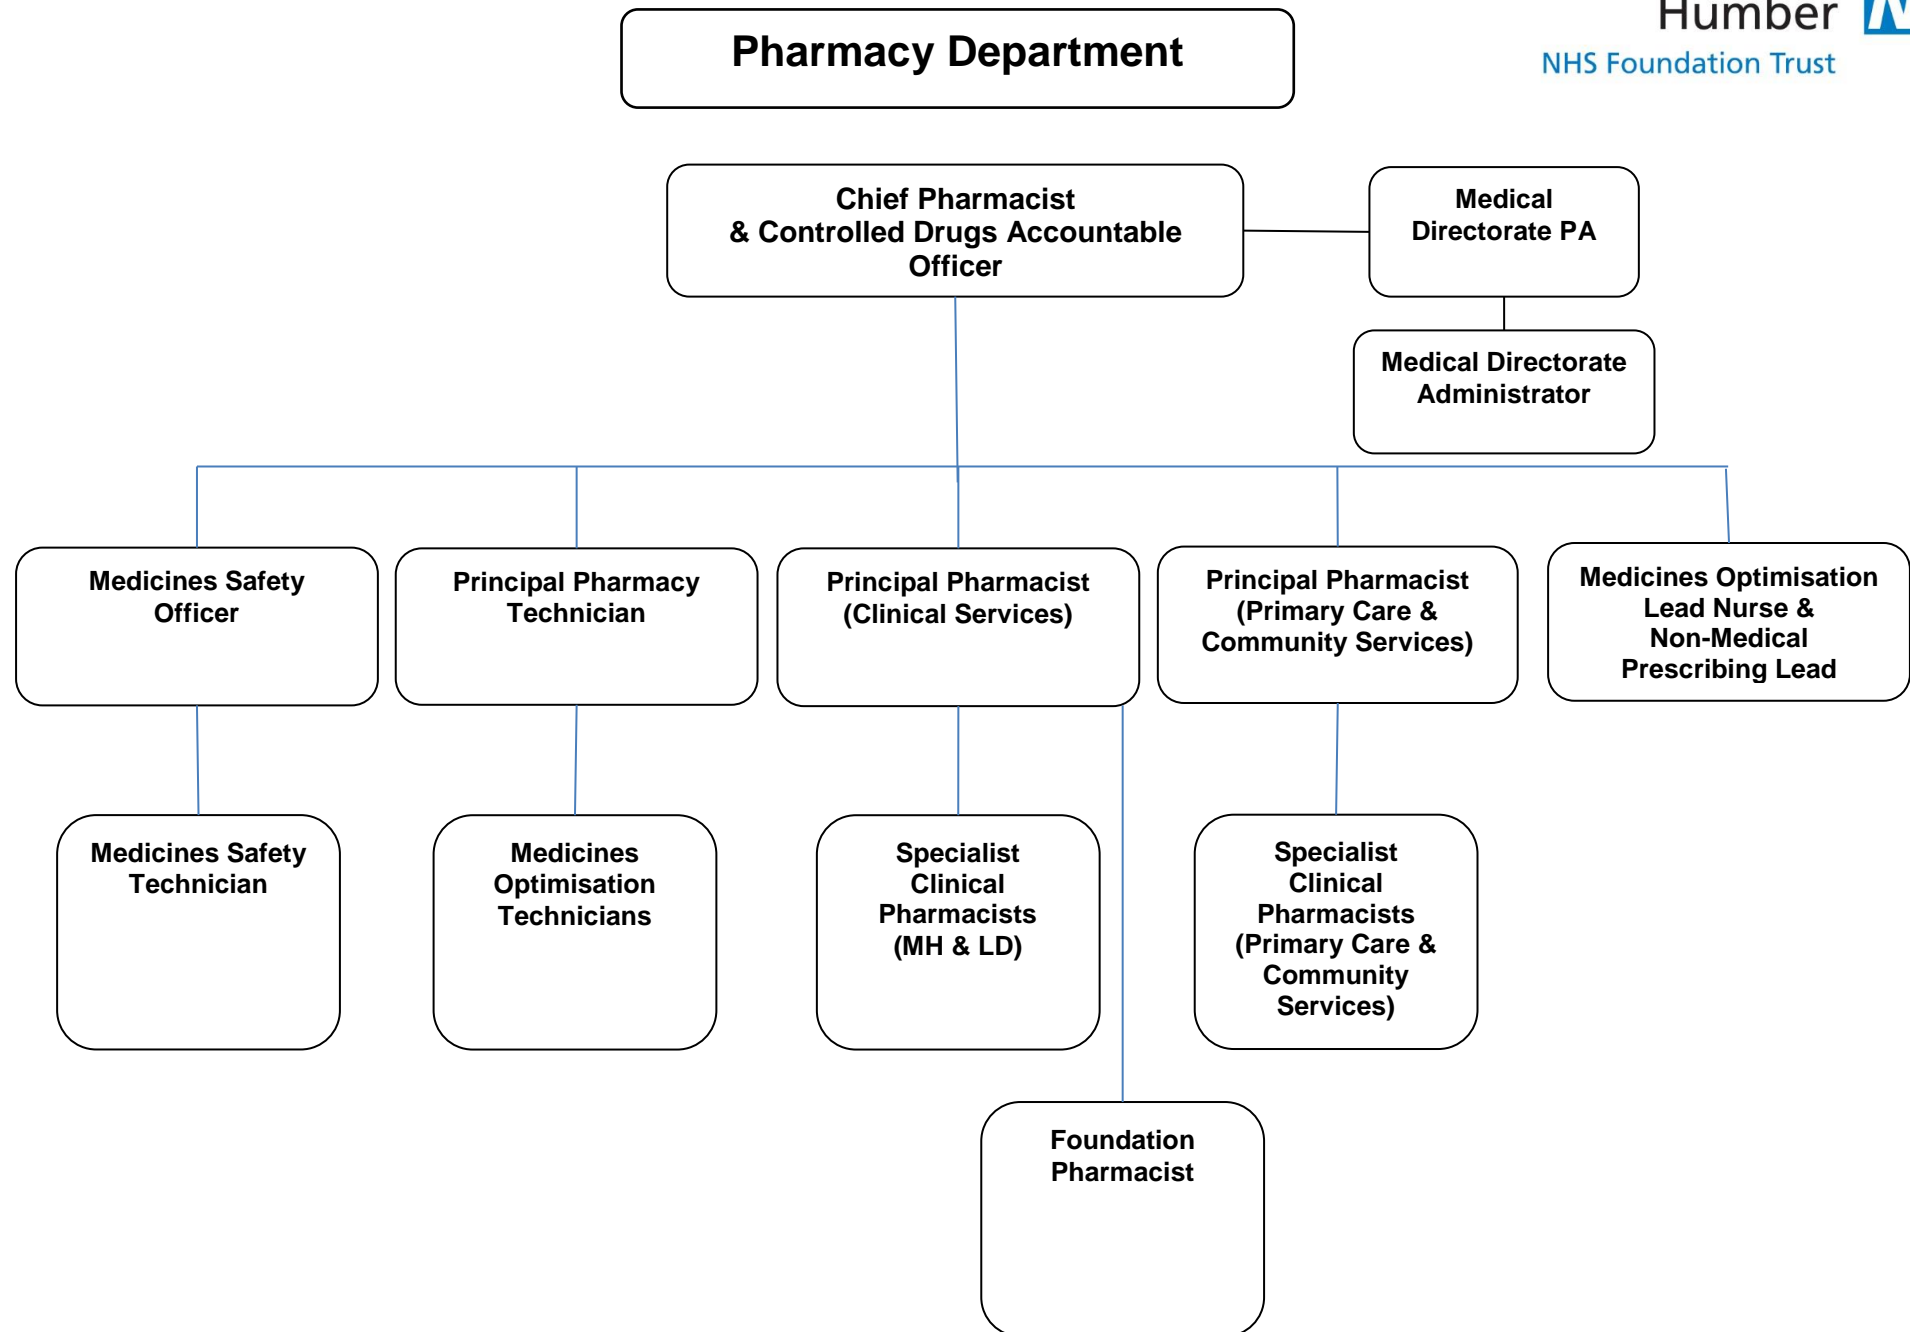 Humber
NHS Foundation Trust
Pharmacy Department
Chief Pharmacist
& Controlled Drugs Accountable
Officer
Medical
Directorate PA
Medical Directorate
Administrator
Medicines Safety
Officer
Principal Pharmacy
Technician
Principal Pharmacist
(Clinical Services)
Principal Pharmacist
(Primary Care &
Community Services)
Medicines Optimisation
Lead Nurse &
Non-Medical
Prescribing Lead
Medicines Safety
Technician
Medicines
Optimisation
Technicians
Specialist
Clinical
Pharmacists
(MH & LD)
Specialist
Clinical
Pharmacists
(Primary Care &
Community
Services)
Foundation
Pharmacist